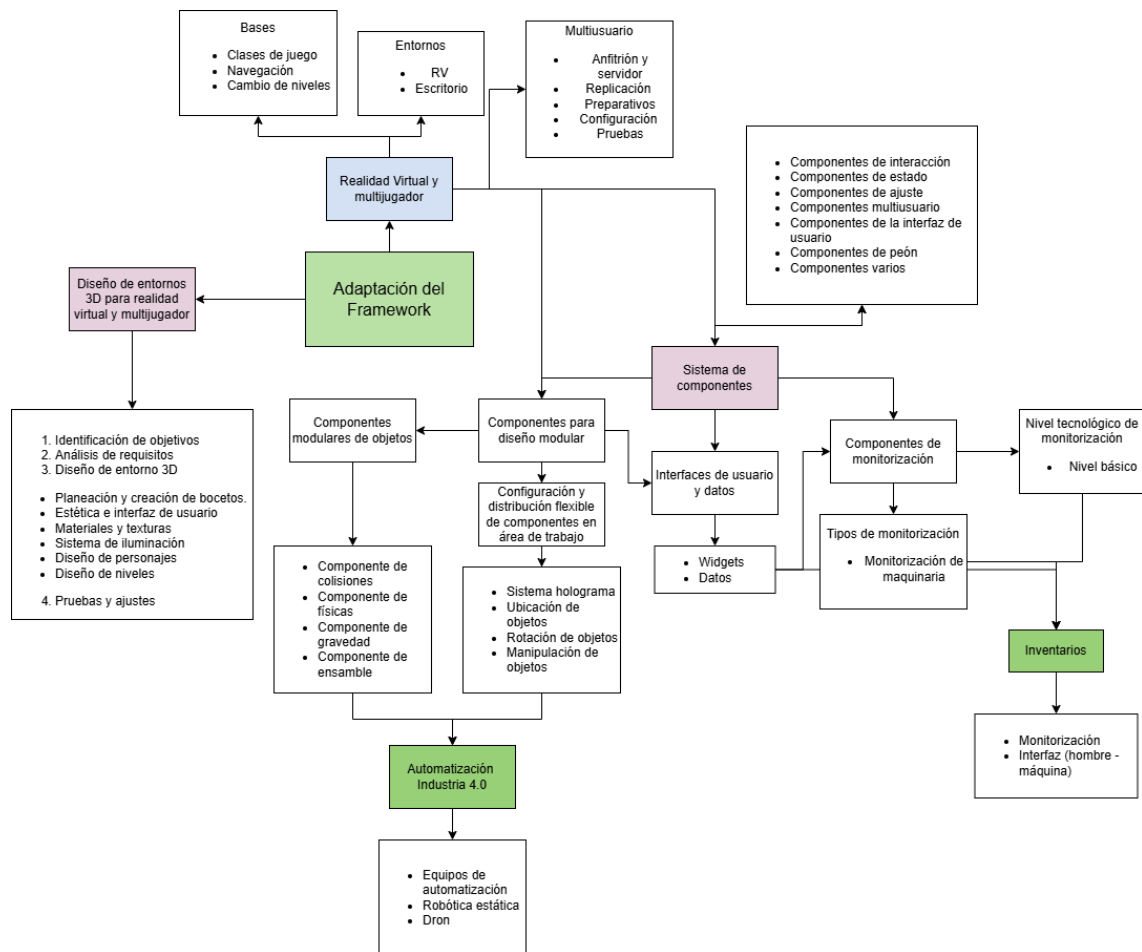 Bases
• Clases de juego
• Navegación
• Cambio de niveles
Entornos
• RV
• Escritorio
Multiusuario
• Anfitrión y
servidor
• Replicación
• Preparativos
• Configuración
• Pruebas
• Componentes de interacción
• Componentes de estado
• Componentes de ajuste
• Componentes multiusuario
• Componentes de la interfaz de
usuario
• Componentes de peón
• Componentes varios
Realidad Virtual y
multijugador
Adaptación del
Framework
Diseño de entornos
3D para realidad
virtual y multijugador
Sistema de
componentes
1. Identificación de objetivos
2. Análisis de requisitos
3. Diseño de entorno 3D
• Planeación y creación de bocetos.
• Estética e interfaz de usuario
• Materiales y texturas
• Sistema de iluminación
• Diseño de personajes
• Diseño de niveles
4. Pruebas y ajustes
Componentes
modulares de objetos
Componentes para
diseño modular
Interfaces de usuario
y datos
Componentes de
monitorización
Nivel tecnológico de
monitorización
• Nivel básico
Configuración y
distribución flexible
de componentes en
área de trabajo
• Widgets
• Datos
Tipos de monitorización
• Monitorización de
maquinaria
• Componente de
colisiones
• Componente de
físicas
• Componente de
gravedad
• Componente de
ensamble
• Sistema holograma
• Ubicación de
objetos
• Rotación de objetos
• Manipulación de
objetos
Inventarios
• Monitorización
• Interfaz (hombre -
máquina)
Automatización
Industria 4.0
• Equipos de
automatización
• Robótica estática
• Dron